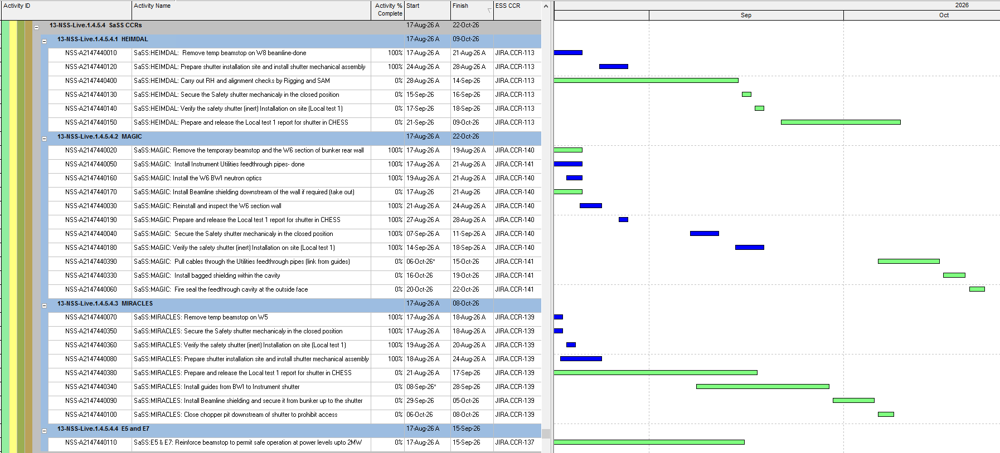 Activity ID Activity Name Activity % Complete Start Finish ESS CCR 2026
Sep Oct
13-NSS-Live.1.4.5.4 SaSS CCRs 17-Aug-26 A 22-Oct-26
13-NSS-Live.1.4.5.4.1 HEIMDAL 17-Aug-26 A 09-Oct-26
NSS-A2147440010 SaSS:HEIMDAL: Remove temp beamstop on W8 beamline-done 100% 17-Aug-26 A 21-Aug-26 A JIRA.CCR-113
NSS-A2147440120 SaSS:HEIMDAL: Prepare shutter installation site and install shutter mechanical assembly 100% 24-Aug-26 A 28-Aug-26 A JIRA.CCR-113
NSS-A2147440400 SaSS:HEIMDAL: Carry out RH and alignment checks by Rigging and SAM 0% 28-Aug-26 A 14-Sep-26 JIRA.CCR-113
NSS-A2147440130 SaSS:HEIMDAL: Secure the Safety shutter mechanicaly in the closed position 0% 15-Sep-26 16-Sep-26 JIRA.CCR-113
NSS-A2147440140 SaSS:HEIMDAL: Verify the safety shutter (inert) Installation on site (Local test 1) 0% 17-Sep-26 18-Sep-26 JIRA.CCR-113
NSS-A2147440150 SaSS:HEIMDAL: Prepare and release the Local test 1 report for shutter in CHESS 0% 21-Sep-26 09-Oct-26 JIRA.CCR-113
13-NSS-Live.1.4.5.4.2 MAGIC 17-Aug-26 A 22-Oct-26
NSS-A2147440020 SaSS:MAGIC: Remove the temporary beamstop and the W6 section of bunker rear wall 100% 17-Aug-26 A 19-Aug-26 A JIRA.CCR-140
NSS-A2147440050 SaSS:MAGIC: Install Instrument Utilities feedthrough pipes- done 100% 17-Aug-26 A 21-Aug-26 A JIRA.CCR-141
NSS-A2147440160 SaSS:MAGIC: Install the W6 BWI neutron optics 100% 19-Aug-26 A 21-Aug-26 A JIRA.CCR-140
NSS-A2147440170 SaSS:MAGIC: Install Beamline shielding downstream of the wall if required (take out) 0% 17-Aug-26 21-Aug-26 JIRA.CCR-140
NSS-A2147440030 SaSS:MAGIC: Reinstall and inspect the W6 section wall 100% 21-Aug-26 A 24-Aug-26 A JIRA.CCR-140
NSS-A2147440190 SaSS:MAGIC: Prepare and release the Local test 1 report for shutter in CHESS 100% 27-Aug-26 A 28-Aug-26 A JIRA.CCR-140
NSS-A2147440040 SaSS:MAGIC: Secure the Safety shutter mechanicaly in the closed position 100% 07-Sep-26 A 11-Sep-26 A JIRA.CCR-140
NSS-A2147440180 SaSS:MAGIC: Verify the safety shutter (inert) Installation on site (Local test 1) 100% 14-Sep-26 A 18-Sep-26 A JIRA.CCR-140
NSS-A2147440390 SaSS:MAGIC: Pull cables through the Utilities feedthrough pipes (link from guides) 0% 06-Oct-26* 15-Oct-26 JIRA.CCR-141
NSS-A2147440330 SaSS:MAGIC: Install bagged shielding within the cavity 0% 16-Oct-26 19-Oct-26 JIRA.CCR-141
NSS-A2147440060 SaSS:MAGIC: Fire seal the feedthrough cavity at the outside face 0% 20-Oct-26 22-Oct-26 JIRA.CCR-141
13-NSS-Live.1.4.5.4.3 MIRACLES 17-Aug-26 A 08-Oct-26
NSS-A2147440070 SaSS:MIRACLES: Remove temp beamstop on W5 100% 17-Aug-26 A 18-Aug-26 A JIRA.CCR-139
NSS-A2147440350 SaSS:MIRACLES: Secure the Safety shutter mechanicaly in the closed position 100% 17-Aug-26 A 18-Aug-26 A JIRA.CCR-139
NSS-A2147440360 SaSS:MIRACLES: Verify the safety shutter (inert) Installation on site (Local test 1) 100% 19-Aug-26 A 20-Aug-26 A JIRA.CCR-139
NSS-A2147440080 SaSS:MIRACLES: Prepare shutter installation site and install shutter mechanical assembly 100% 18-Aug-26 A 24-Aug-26 A JIRA.CCR-139
NSS-A2147440380 SaSS:MIRACLES: Prepare and release the Local test 1 report for shutter in CHESS 0% 21-Aug-26 A 17-Sep-26 JIRA.CCR-139
NSS-A2147440340 SaSS:MIRACLES: Install guides from BWI to Instrument shutter 0% 08-Sep-26* 28-Sep-26 JIRA.CCR-139
NSS-A2147440090 SaSS:MIRACLES: Install Beamline shielding and secure it from bunker up to the shutter 0% 29-Sep-26 05-Oct-26 JIRA.CCR-139
NSS-A2147440100 SaSS:MIRACLES: Close chopper pit downstream of shutter to prohibit access 0% 06-Oct-26 08-Oct-26 JIRA.CCR-139
13-NSS-Live.1.4.5.4.4 E5 and E7 17-Aug-26 A 15-Sep-26
NSS-A2147440110 SaSS:E5 & E7: Reinforce beamstop to permit safe operation at power levels upto 2MW 0% 17-Aug-26 A 15-Sep-26 JIRA.CCR-137